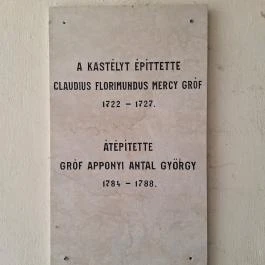 A KASTÉLYT ÉPÍTTETTE
CLAUDIUS FLORIMUNDUS MERCY GRÓF
1722 - 1727.
ÁTÉPÍTETTE
GRÓF APPONYI ANTAL GYÖRGY
1784 - 1788.